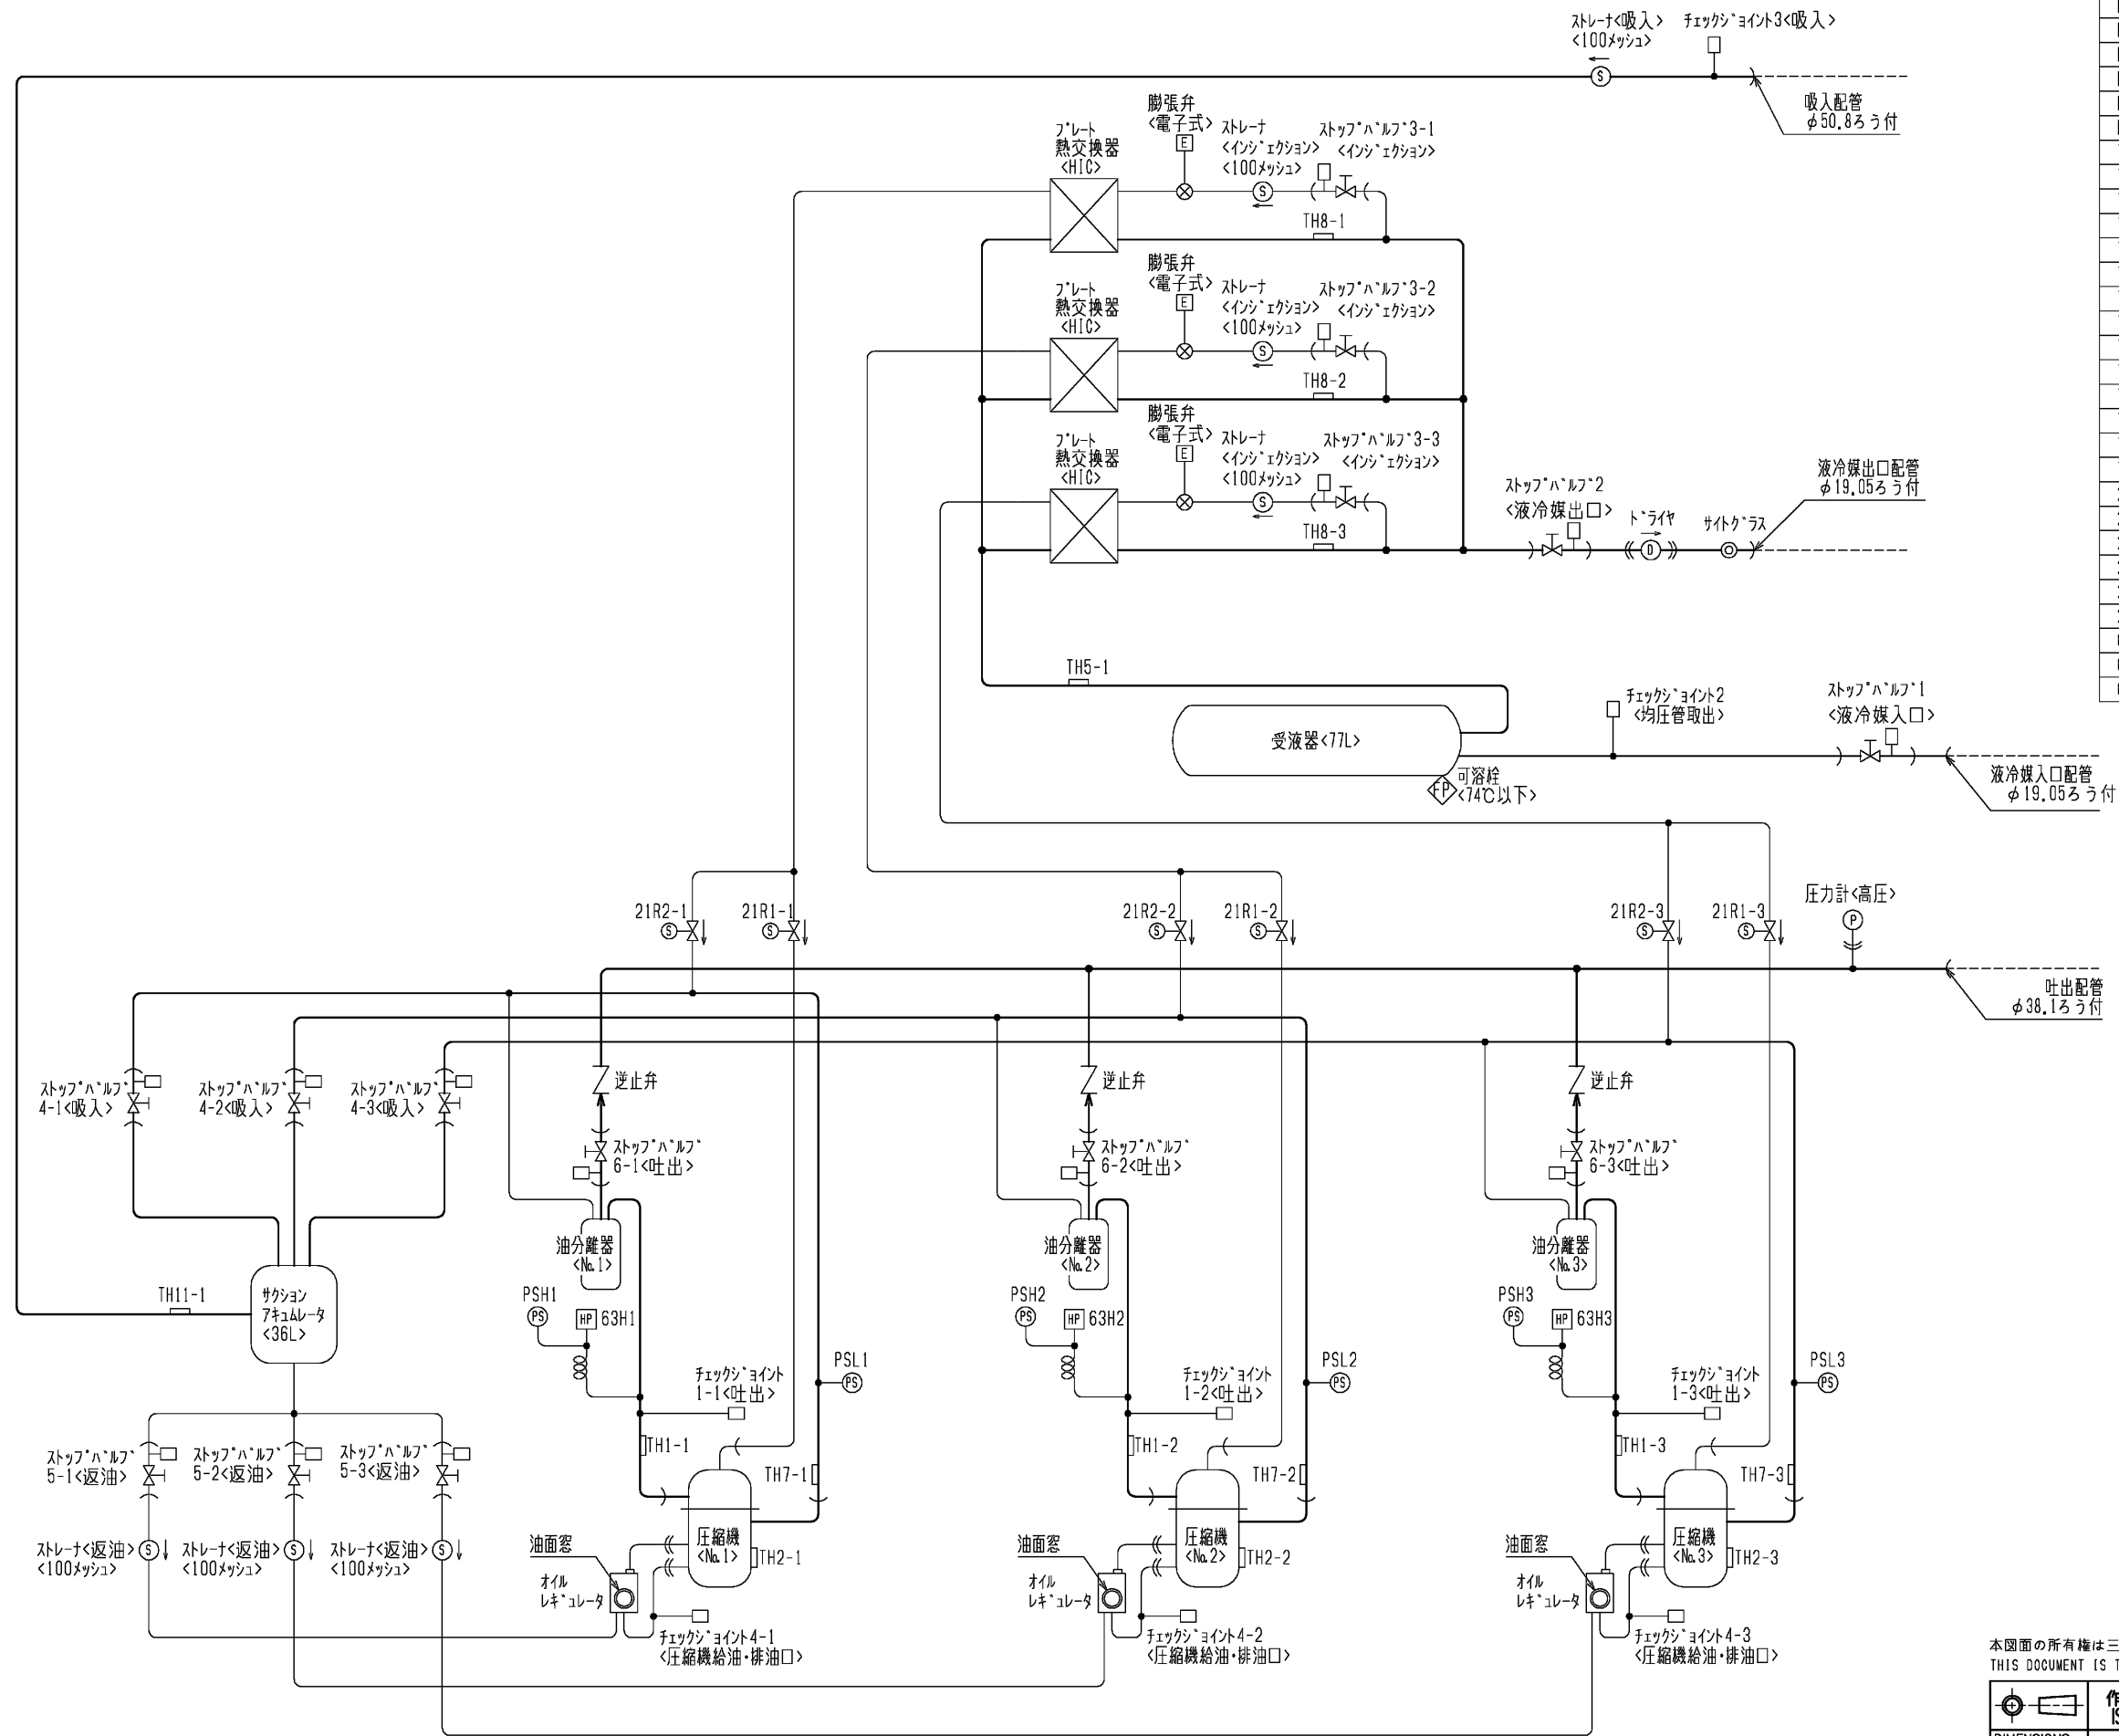 ストレーナ<吸入>
<100メッシュ>
チェックジョイント3<吸入>
吸入配管
φ50.8ろう付
プレート
熱交換器
<HIC>
膨張弁
<電子式>
E
ストレーナ
<インジェクション>
<100メッシュ>
ストップバルブ3-1
<インジェクション>
S
S
TH8-1
プレート
熱交換器
<HIC>
膨張弁
<電子式>
E
ストレーナ
<インジェクション>
<100メッシュ>
ストップバルブ3-2
<インジェクション>
S
TH8-2
プレート
熱交換器
<HIC>
膨張弁
<電子式>
E
ストレーナ
<インジェクション>
<100メッシュ>
ストップバルブ3-3
<インジェクション>
S
TH8-3
ストップバルブ2
<液冷媒出口>
ドライヤ
D
サイトグラス
液冷媒出口配管
φ19.05ろう付
TH5-1
受液器<77L>
FP
可溶栓
<74℃以下>
チェックジョイント2
<均圧管取出>
ストップバルブ1
<液冷媒入口>
液冷媒入口配管
φ19.05ろう付
21R2-1
S
21R1-1
S
21R2-2
S
21R1-2
S
21R2-3
S
21R1-3
S
圧力計<高圧>
P
吐出配管
φ38.1ろう付
ストップバルブ
4-1<吸入>
ストップバルブ
4-2<吸入>
ストップバルブ
4-3<吸入>
逆止弁
逆止弁
逆止弁
ストップバルブ
6-1<吐出>
ストップバルブ
6-2<吐出>
ストップバルブ
6-3<吐出>
油分離器
<No.1>
油分離器
<No.2>
油分離器
<No.3>
TH11-1
サクション
アキュムレータ
<36L>
PSH1
PS
HP
63H1
PSH2
PS
HP
63H2
PSH3
PS
HP
63H3
チェックジョイント
1-1<吐出>
PSL1
PS
チェックジョイント
1-2<吐出>
PSL2
PS
チェックジョイント
1-3<吐出>
PSL3
PS
ストップバルブ
5-1<返油>
ストップバルブ
5-2<返油>
ストップバルブ
5-3<返油>
TH1-1
TH7-1
TH1-2
TH7-2
TH1-3
TH7-3
ストレーナ<返油>
<100メッシュ>
S
ストレーナ<返油>
<100メッシュ>
S
ストレーナ<返油>
<100メッシュ>
S
油面窓
圧縮機
<No.1>
TH2-1
オイル
レギュレータ
油面窓
圧縮機
<No.2>
TH2-2
オイル
レギュレータ
油面窓
圧縮機
<No.3>
TH2-3
オイル
レギュレータ
チェックジョイント4-1
<圧縮機給油・排油口>
チェックジョイント4-2
<圧縮機給油・排油口>
チェックジョイント4-3
<圧縮機給油・排油口>
本図面の所有権は三
THIS DOCUMENT IS T
作